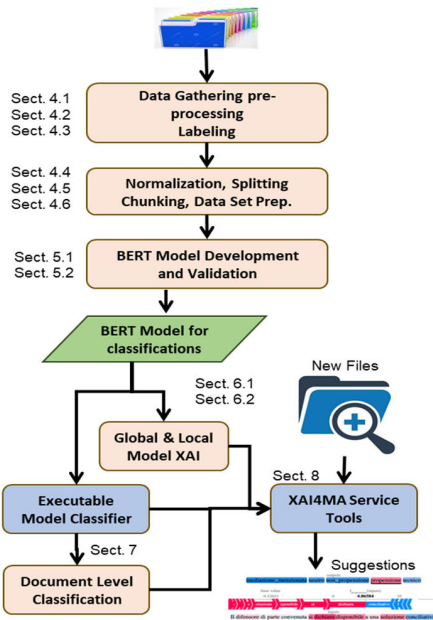 Sect. 4.1
Sect. 4.2
Sect. 4.3
Data Gathering pre-
processing
Labeling
Sect. 4.4
Sect. 4.5
Sect. 4.6
Normalization, Splitting
Chunking, Data Set Prep.
Sect. 5.1
Sect. 5.2
BERT Model Development
and Validation
BERT Model for
classifications
Sect. 6.1
Sect. 6.2
New Files
Global & Local
Model XAI
Sect. 8
Executable
Model Classifier
XAI4MA Service
Tools
Sect. 7
Document Level
Classification
Suggestions
neutro
propensione tecnico
Il difensore di parte convenuta si dichiara disponibile a una soluzione conciliativa